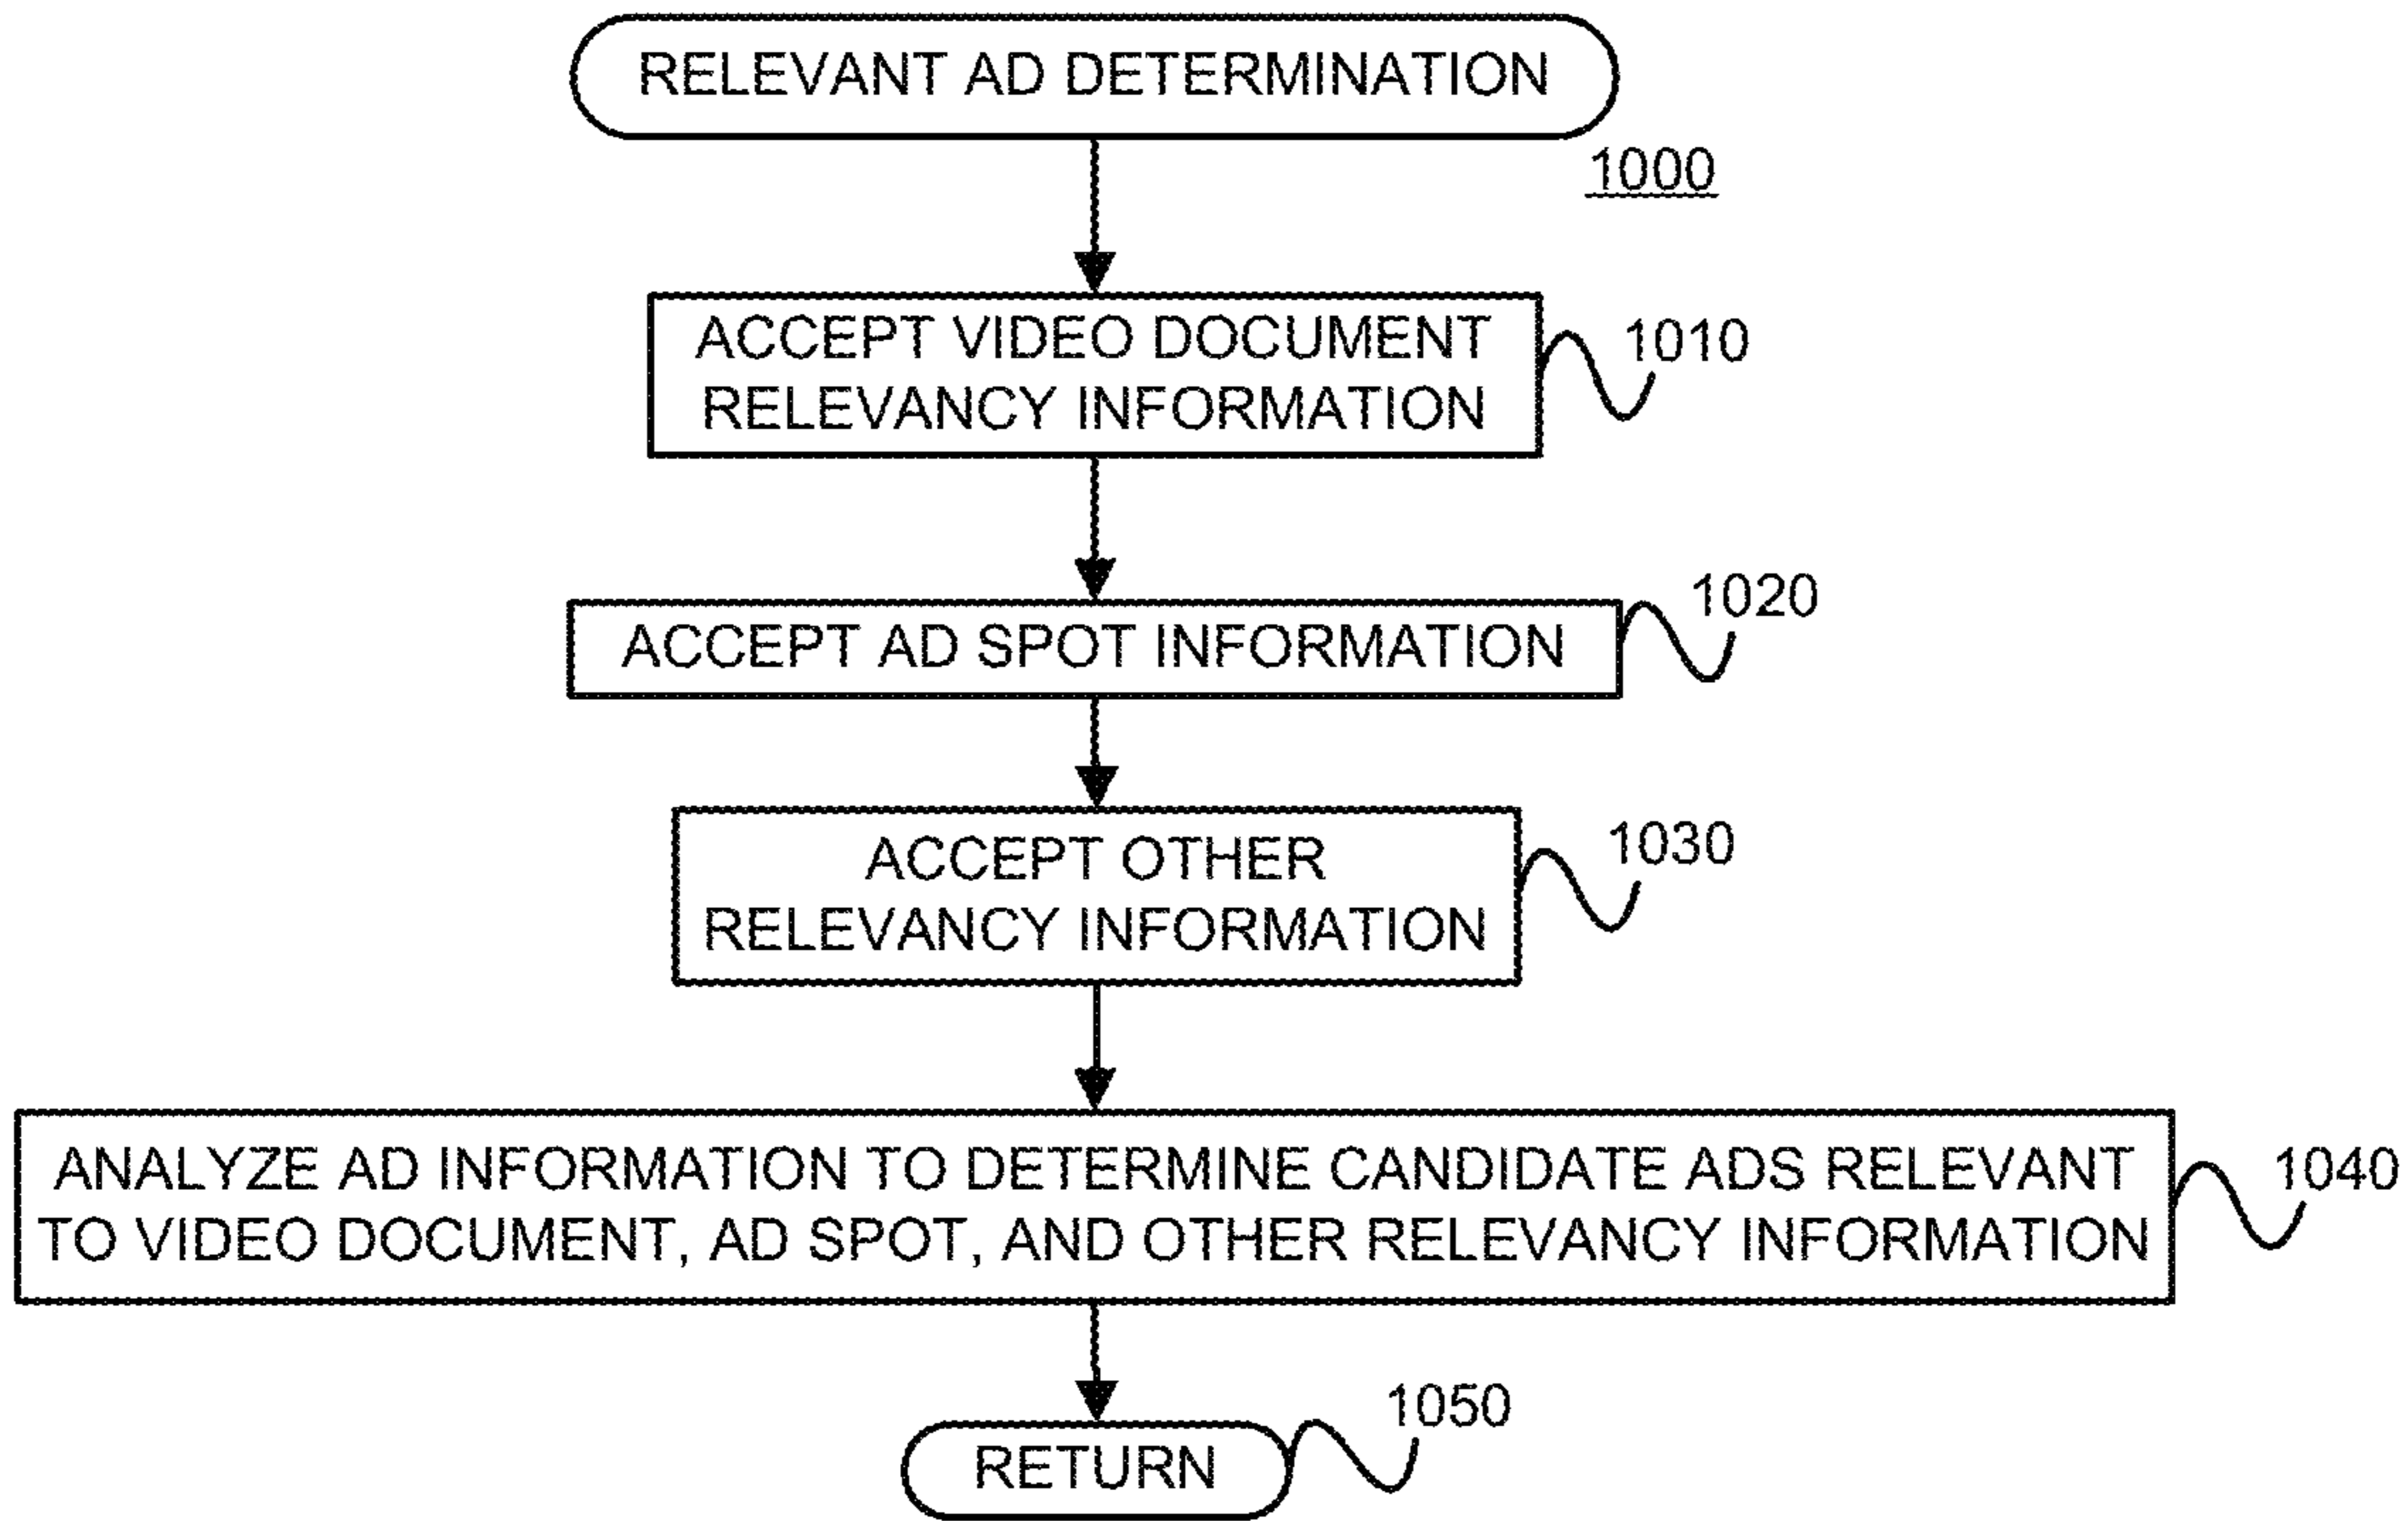 RELEVANT AD DETERMINATION
1000
ACCEPT VIDEO DOCUMENT
RELEVANCY INFORMATION
1010
ACCEPT AD SPOT INFORMATION
1020
ACCEPT OTHER
RELEVANCY INFORMATION
1030
ANALYZE AD INFORMATION TO DETERMINE CANDIDATE ADS RELEVANT
TO VIDEO DOCUMENT, AD SPOT, AND OTHER RELEVANCY INFORMATION
1040
RETURN
1050